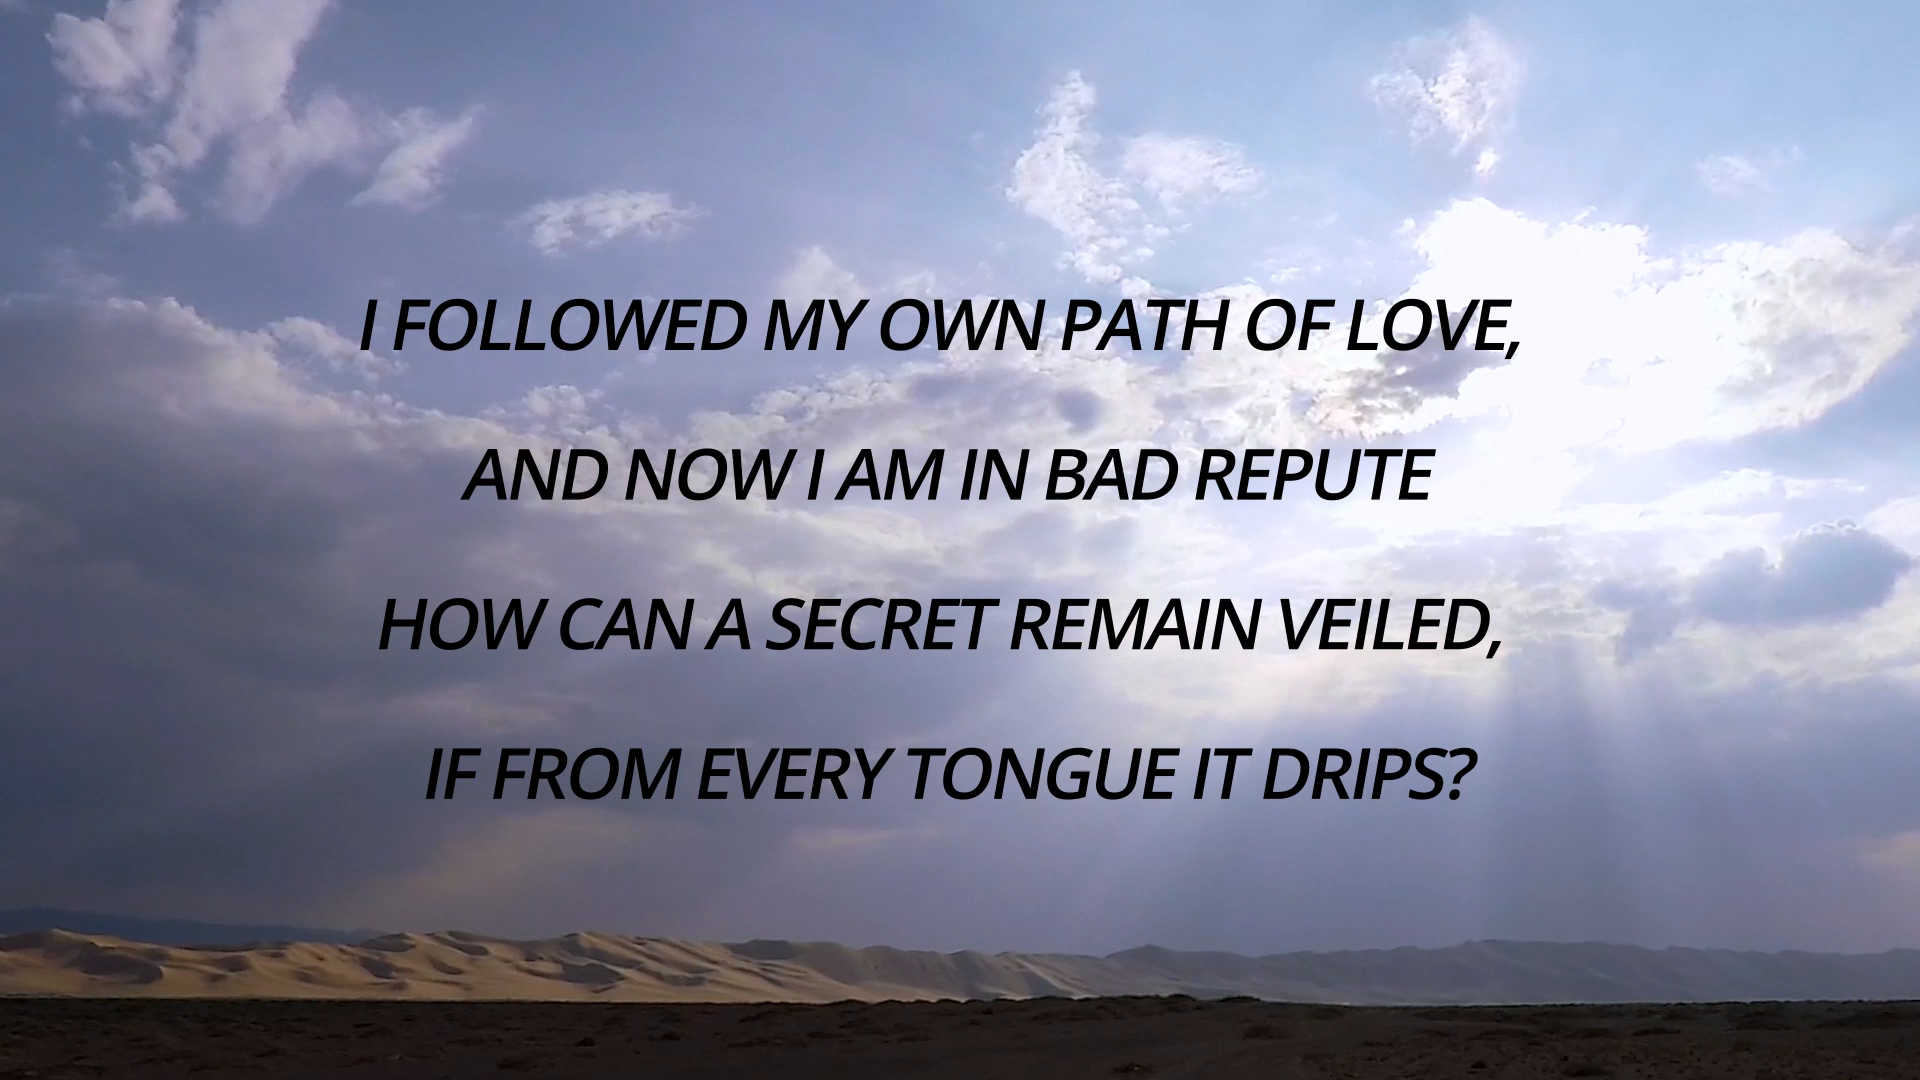 I FOLLOWED MY OWN PATH OF LOVE,
AND NOW I AM IN BAD REPUTE
HOW CAN A SECRET REMAIN VEILED,
IF FROM EVERY TONGUE IT DRIPS?